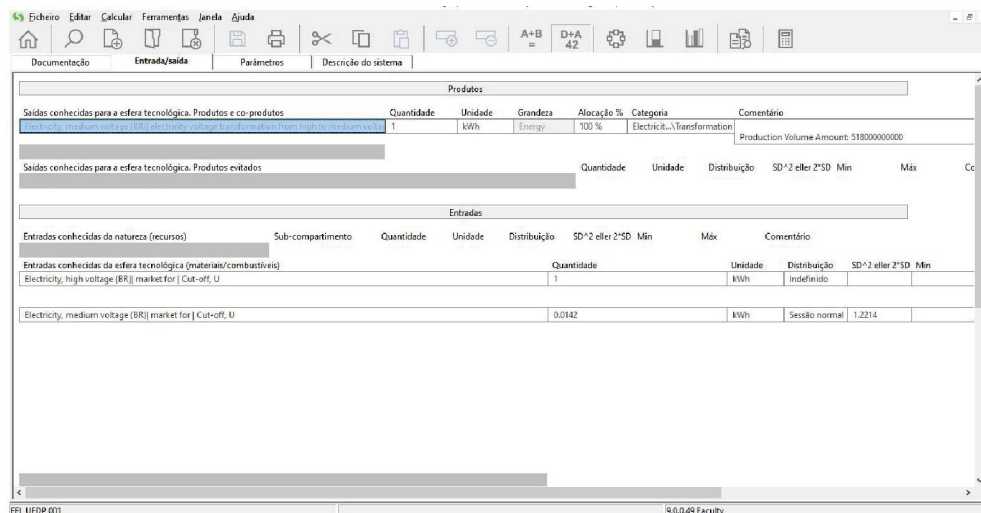 Ficheiro Editar Calcular Ferramentas Janela Ajuda
A+B = D+A 42
Documentação Entrada/saída Parâmetros Descrição do sistema
Produtos
Saídas conhecidas para a esfera tecnológica. Produtos e co-produtos Quantidade Unidade Grandeza Alocação % Categoria Comentário
Electricity, medium voltage {BR}| electricity voltage transformation from high to medium 1 kWh Energy 100 % Electricit...\Transformation
Production Volume Amount: 518000000000
Saídas conhecidas para a esfera tecnológica. Produtos evitados Quantidade Unidade Distribuição SD^2 eller 2*SD Min Máx Co
Entradas
Entradas conhecidas da natureza (recursos) Sub-compartimento Quantidade Unidade Distribuição SD^2 eller 2*SD Min Máx Comentário
Entradas conhecidas da esfera tecnológica (materiais/combustíveis) Quantidade Unidade Distribuição SD^2 eller 2*SD Min
Electricity, high voltage {BR}| market for | Cut-off, U 1 kWh Indefinido
Electricity, medium voltage {BR}| market for | Cut-off, U 0.0142 kWh Sessão normal 1.2214
9.0.0.49 Faculty